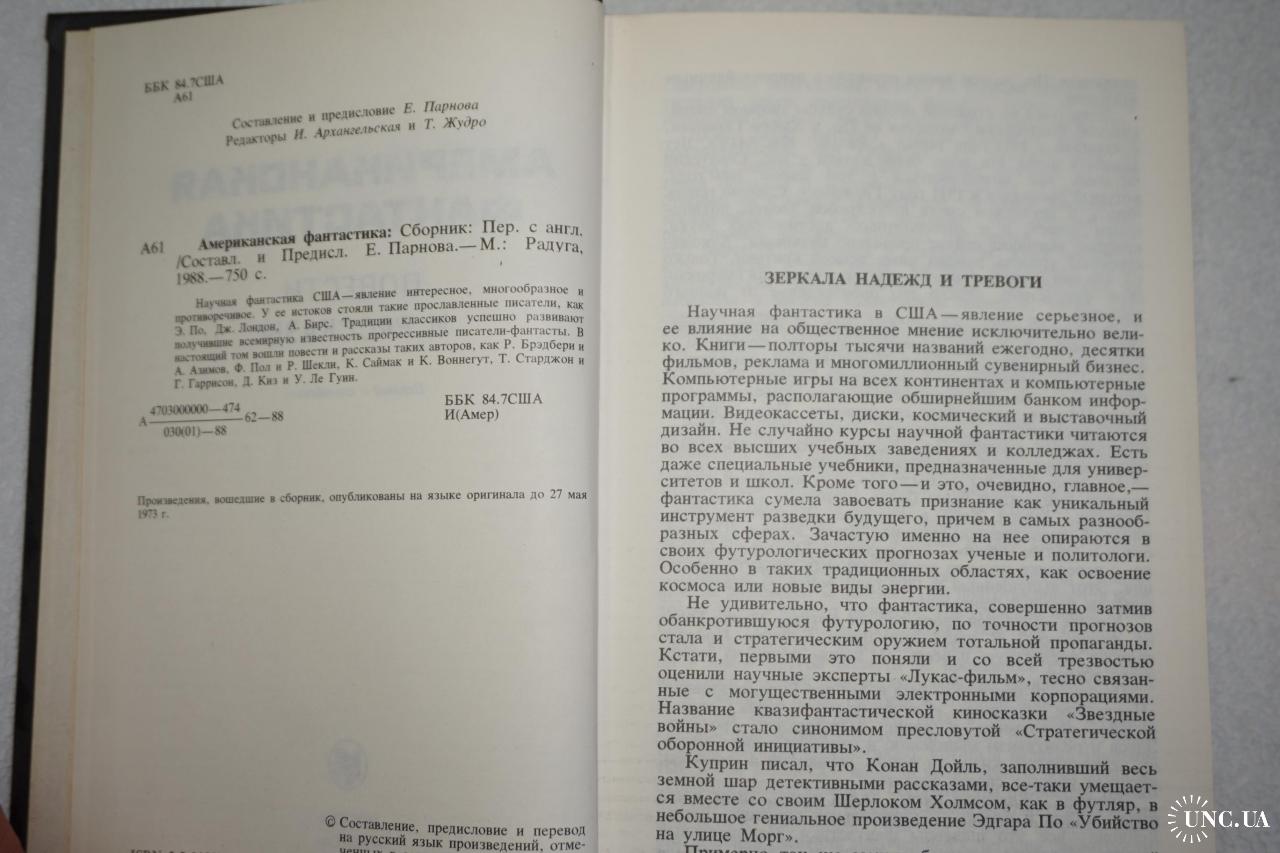 ББК 84.7США
А61
Составление и предисловие Е. Парнова
Редакторы И. Архангельская и Т. Жудро
А61 Американская фантастика: Сборник: Пер. с англ.
/Составл. и Предисл. Е. Парнова.—М.: Радуга,
1988.—750 с.
Научная фантастика США—явление интересное, многообразное и
противоречивое. У ее истоков стояли такие прославленные писатели, как
Э. По, Дж. Лондон, А. Бирс. Традиции классиков успешно развивают
получившие всемирную известность прогрессивные писатели-фантасты. В
настоящий том вошли повести и рассказы таких авторов, как Р. Брэдбери и
А. Азимов, Ф. Пол и Р. Шекли, К. Саймак и К. Воннегут, Т. Старджон и
Г. Гаррисон, Д. Киз и У. Ле Гуин.
А 4703000000—474
030(01)—88
62—88
ББК 84.7США
И(Амер)
Произведения, вошедшие в сборник, опубликованы на языке оригинала до 27 мая
1973 г.
© Составление, предисловие и перевод
на русский язык произведений, отме-
ЗЕРКАЛА НАДЕЖД И ТРЕВОГИ
Научная фантастика в США—явление серьезное, и
ее влияние на общественное мнение исключительно вели-
ко. Книги—полторы тысячи названий ежегодно, десятки
фильмов, реклама и многомиллионный сувенирный бизнес.
Компьютерные игры на всех континентах и компьютерные
программы, располагающие обширнейшим банком инфор-
мации. Видеокассеты, диски, космический и выставочный
дизайн. Не случайно курсы научной фантастики читаются
во всех высших учебных заведениях и колледжах. Есть
даже специальные учебники, предназначенные для универ-
ситетов и школ. Кроме того—и это, очевидно, главное,—
фантастика сумела завоевать признание как уникальный
инструмент разведки будущего, причем в самых разнооб-
разных сферах. Зачастую именно на нее опираются в
своих футурологических прогнозах ученые и политологи.
Особенно в таких традиционных областях, как освоение
космоса или новые виды энергии.
Не удивительно, что фантастика, совершенно затмив
обанкротившуюся футурологию, по точности прогнозов
стала и стратегическим оружием тотальной пропаганды.
Кстати, первыми это поняли и со всей трезвостью
оценили научные эксперты «Лукас-фильм», тесно связан-
ные с могущественными электронными корпорациями.
Название квазифантастической киносказки «Звездные
войны» стало синонимом пресловутой «Стратегической
оборонной инициативы».
Куприн писал, что Конан Дойль, заполнивший весь
земной шар детективными рассказами, все-таки умещает-
ся вместе со своим Шерлоком Холмсом, как в футляр, в
небольшое гениальное произведение Эдгара По «Убийство
на улице Морг».
UNC.UA